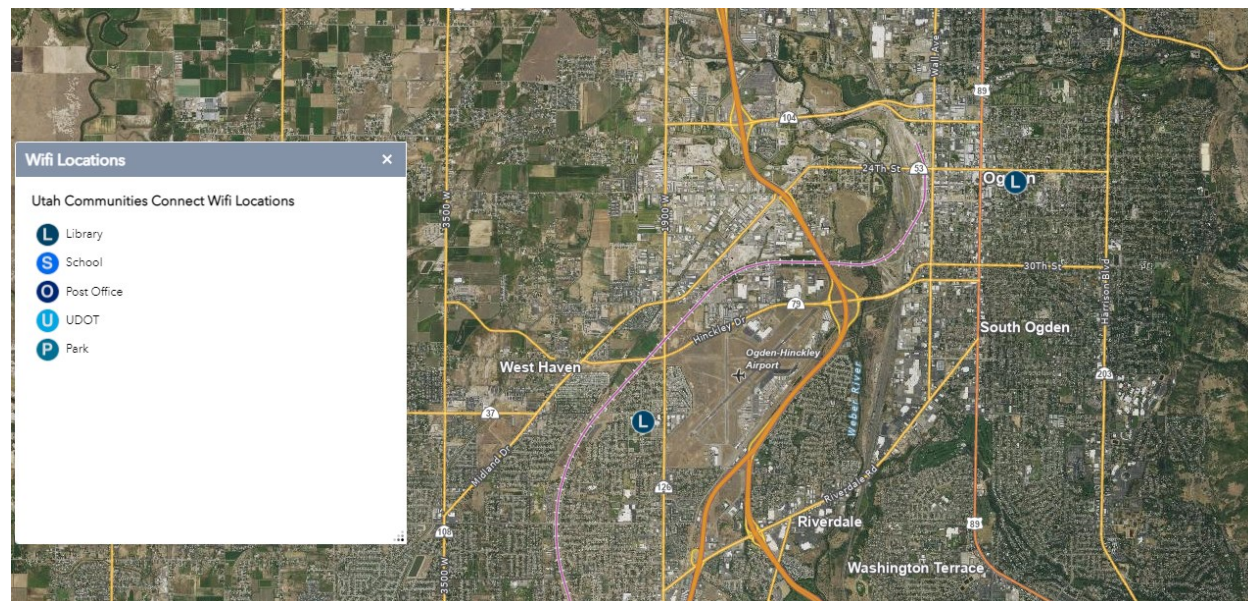 Wifi Locations ×
Utah Communities Connect Wifi Locations
L Library
S School
O Post Office
U UDOT
P Park
Wall Ave
89
104
24Th St
53
Ogden
L
3500 W
1900 W
30Th St
Harrison Blvd
79
Hinckley Dr
South Ogden
Ogden-Hinckley
Airport
West Haven
203
Weber River
37
L
Midland Dr
126
Riverdale Rd
Riverdale
89
108
3500 W
Washington Terrace